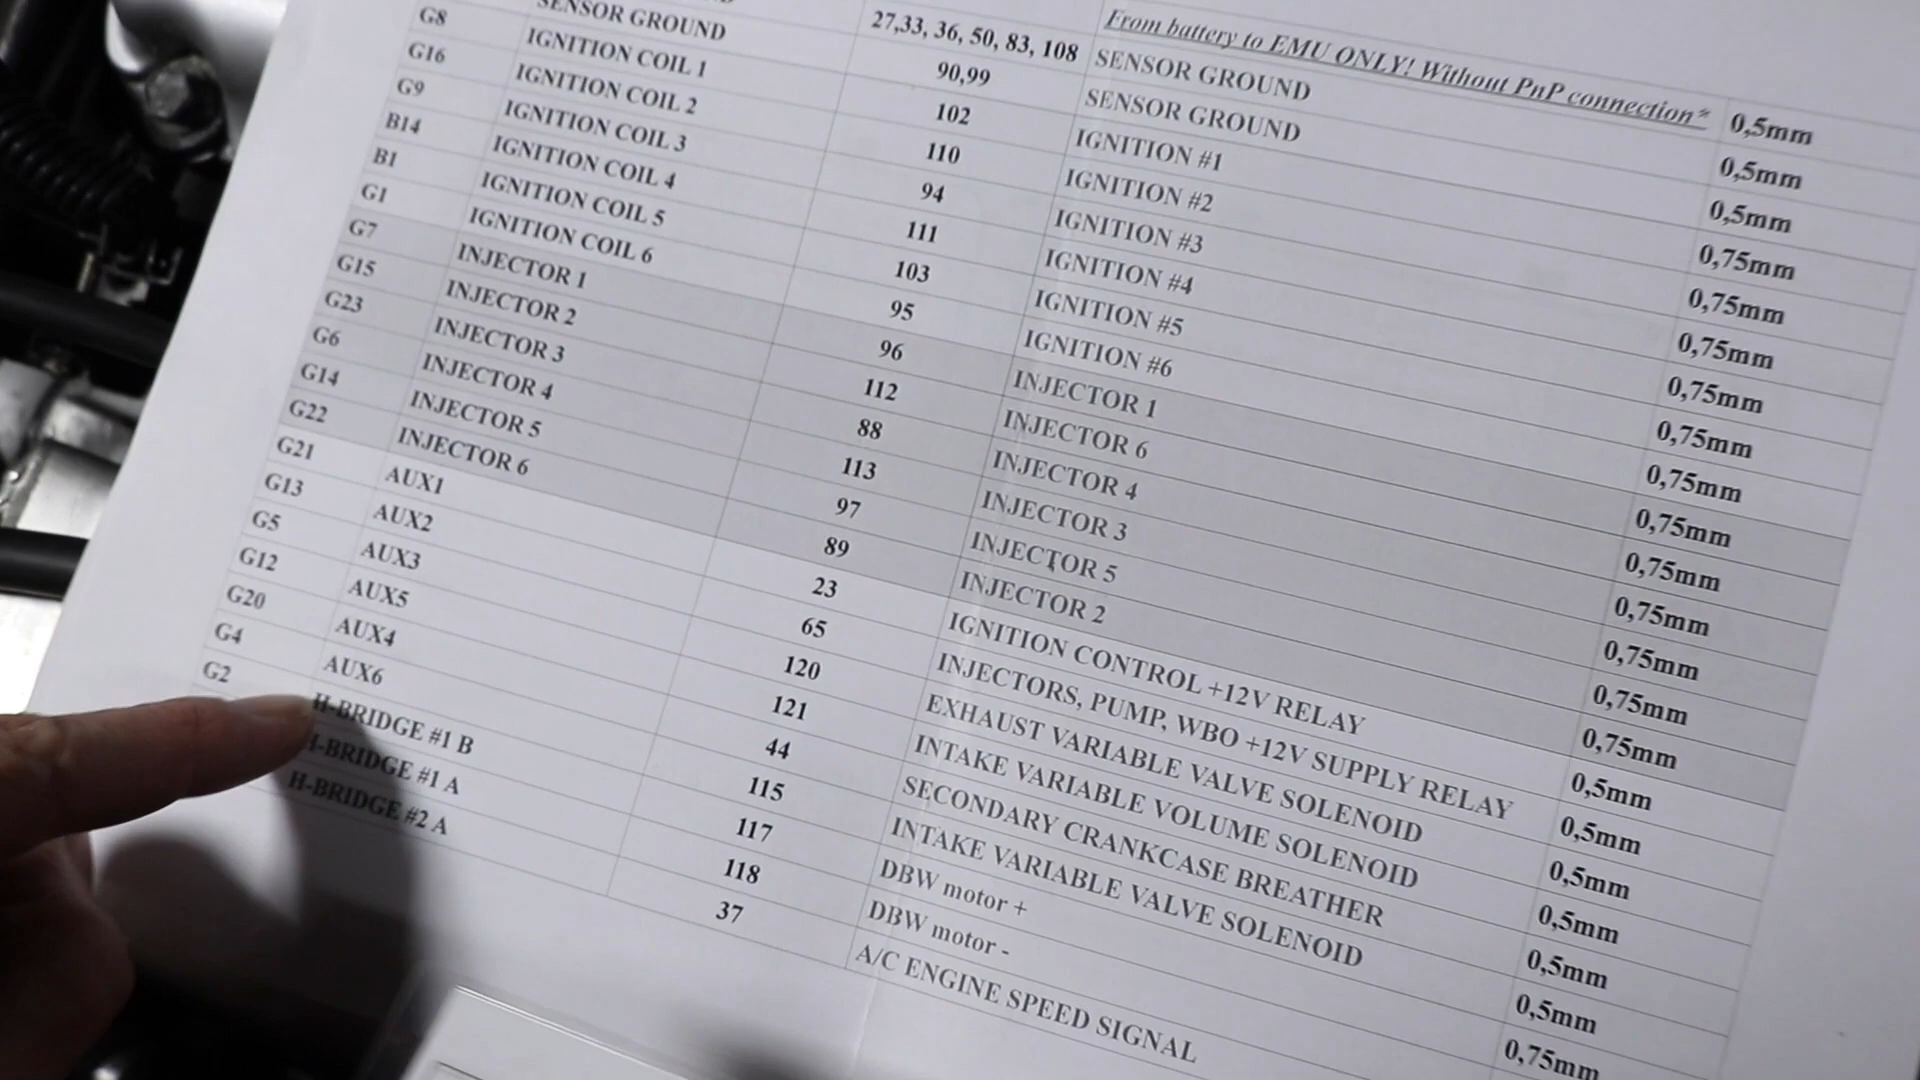 From battery to EMU ONLY! Without PnP connection* 0,5mm
27,33, 36, 50, 83, 108 SENSOR GROUND 0,5mm
SENSOR GROUND 90,99 SENSOR GROUND 0,5mm
G8 IGNITION COIL 1 102 IGNITION #1 0,75mm
G16 IGNITION COIL 2 110 IGNITION #2 0,75mm
G9 IGNITION COIL 3 94 IGNITION #3 0,75mm
B14 IGNITION COIL 4 111 IGNITION #4 0,75mm
B1 IGNITION COIL 5 103 IGNITION #5 0,75mm
G1 IGNITION COIL 6 95 IGNITION #6 0,75mm
G7 INJECTOR 1 96 INJECTOR 1 0,75mm
G15 INJECTOR 2 112 INJECTOR 6 0,75mm
G23 INJECTOR 3 88 INJECTOR 4 0,75mm
G6 INJECTOR 4 113 INJECTOR 3 0,75mm
G14 INJECTOR 5 97 INJECTOR 5 0,75mm
G22 INJECTOR 6 89 INJECTOR 2 0,75mm
G21 AUX1 23 IGNITION CONTROL +12V RELAY 0,5mm
G13 AUX2 65 INJECTORS, PUMP, WBO +12V SUPPLY RELAY 0,5mm
G5 AUX3 120 EXHAUST VARIABLE VALVE SOLENOID 0,5mm
G12 AUX5 121 INTAKE VARIABLE VOLUME SOLENOID 0,5mm
G20 AUX4 44 SECONDARY CRANKCASE BREATHER 0,5mm
G4 AUX6 115 INTAKE VARIABLE VALVE SOLENOID 0,5mm
G2 H-BRIDGE #1 B 117 DBW motor + 0,75mm
H-BRIDGE #1 A 118 DBW motor -
H-BRIDGE #2 A 37 A/C ENGINE SPEED SIGNAL